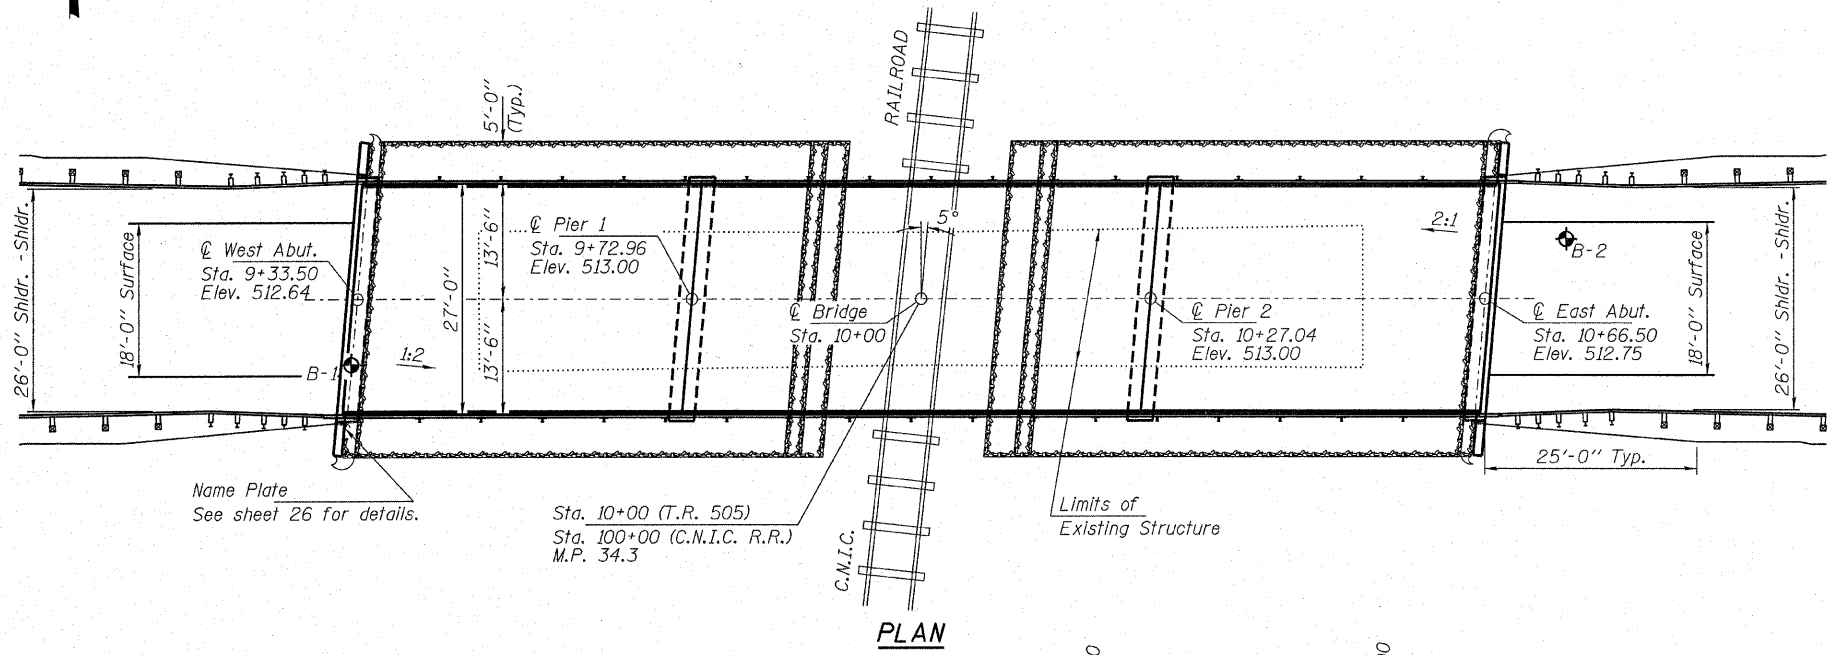 RAILROAD
5'-0"
(Typ.)
26'-0" Shldr. -Shldr.
18'-0" Surface
℄ West Abut.
Sta. 9+33.50
Elev. 512.64
27'-0"
13'-6"
13'-6"
℄ Pier 1
Sta. 9+72.96
Elev. 513.00
5°
2:1
B-2
℄ Bridge
Sta. 10+00
℄ Pier 2
Sta. 10+27.04
Elev. 513.00
℄ East Abut.
Sta. 10+66.50
Elev. 512.75
18'-0" Surface
26'-0" Shldr. -Shldr.
B-1
1:2
25'-0" Typ.
Name Plate
See sheet 26 for details.
Sta. 10+00 (T.R. 505)
Sta. 100+00 (C.N.I.C. R.R.)
M.P. 34.3
Limits of
Existing Structure
C.N.I.C.
PLAN